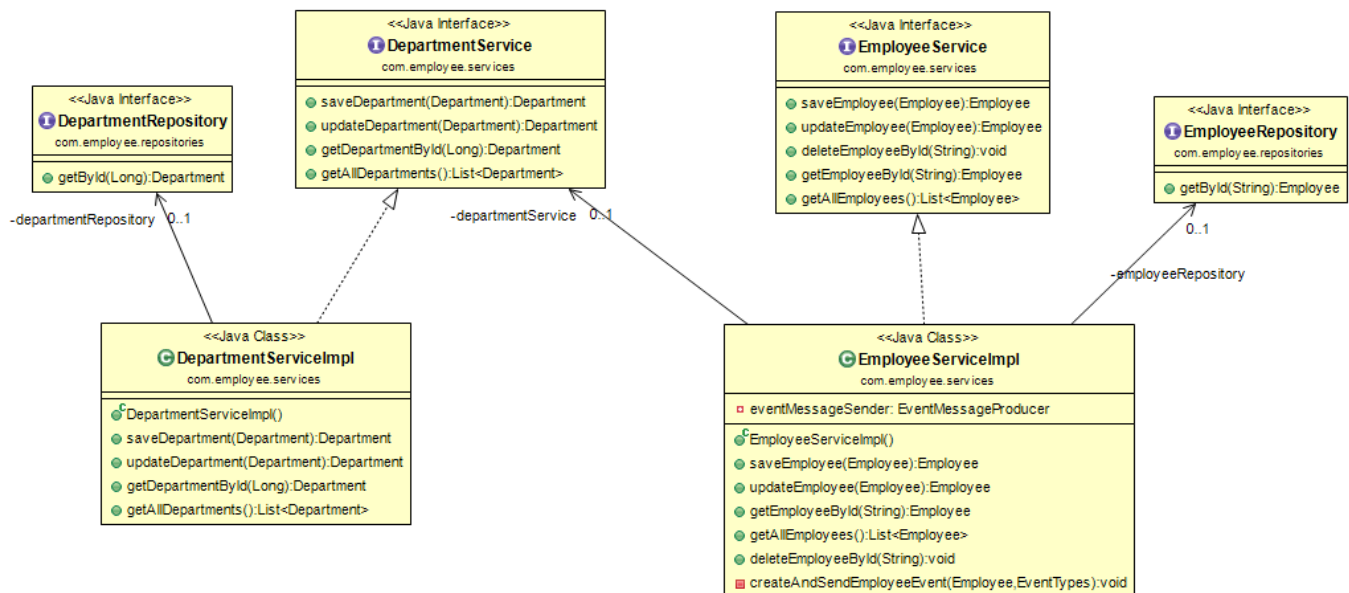 <<Java Interface>>
DepartmentRepository
com.employee.repositories
getById(Long):Department
<<Java Interface>>
DepartmentService
com.employee.services
saveDepartment(Department):Department
updateDepartment(Department):Department
getDepartmentById(Long):Department
getAllDepartments():List<Department>
<<Java Interface>>
EmployeeService
com.employee.services
saveEmployee(Employee):Employee
updateEmployee(Employee):Employee
deleteEmployeeById(String):void
getEmployeeById(String):Employee
getAllEmployees():List<Employee>
<<Java Interface>>
EmployeeRepository
com.employee.repositories
getById(String):Employee
-departmentRepository 0..1
-departmentService 0..1
0..1
-employeeRepository
<<Java Class>>
DepartmentServiceImpl
com.employee.services
DepartmentServiceImpl()
saveDepartment(Department):Department
updateDepartment(Department):Department
getDepartmentById(Long):Department
getAllDepartments():List<Department>
<<Java Class>>
EmployeeServiceImpl
com.employee.services
eventMessageSender: EventMessageProducer
EmployeeServiceImpl()
saveEmployee(Employee):Employee
updateEmployee(Employee):Employee
getEmployeeById(String):Employee
getAllEmployees():List<Employee>
deleteEmployeeById(String):void
createAndSendEmployeeEvent(Employee,EventTypes):void